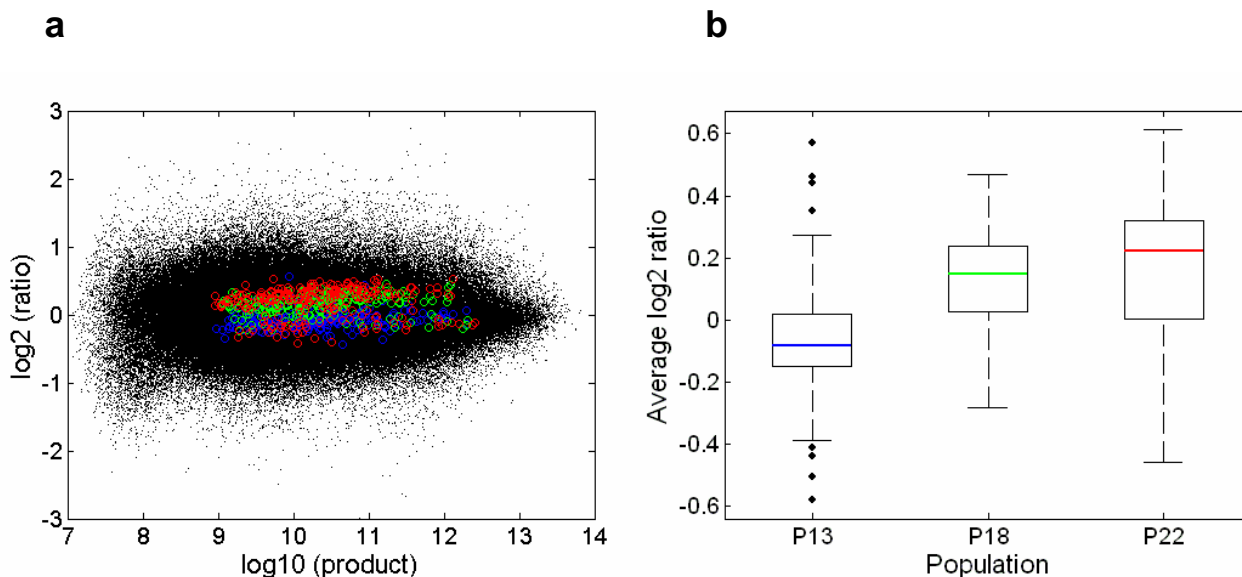 a
b
3
2
1
0
-1
-2
-3
log2 (ratio)
7 8 9 10 11 12 13 14
log10 (product)
0.6
0.4
0.2
0
-0.2
-0.4
-0.6
Average log2 ratio
P13 P18 P22
Population